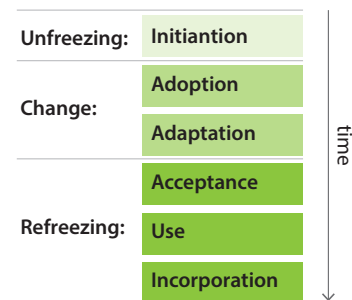 Unfreezing: Initiantion
Adoption
Change:
Adaptation
Acceptance
Refreezing: Use
Incorporation
time